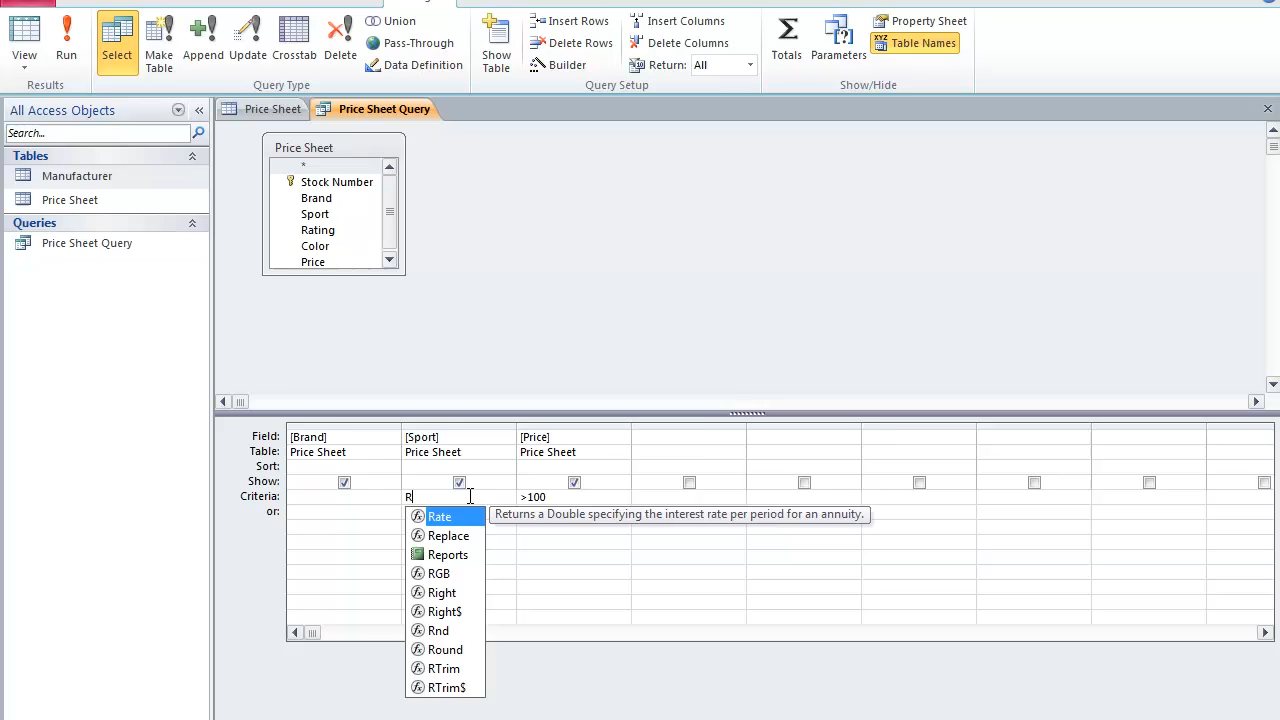 View
Run
Select
Make
Table
Append
Update
Crosstab
Delete
Union
Pass-Through
Data Definition
Show
Table
Insert Rows
Delete Rows
Builder
Insert Columns
Delete Columns
Return: All
Totals
Parameters
Property Sheet
XYZ Table Names
Results
Query Type
Query Setup
Show/Hide
All Access Objects
Search...
Tables
Manufacturer
Price Sheet
Queries
Price Sheet Query
Price Sheet
Price Sheet Query
Price Sheet
*
Stock Number
Brand
Sport
Rating
Color
Price
Field: [Brand] [Sport] [Price]
Table: Price Sheet Price Sheet Price Sheet
Sort:
Show:
Criteria: R >100
or:
Rate
Returns a Double specifying the interest rate per period for an annuity.
Replace
Reports
RGB
Right
Right$
Rnd
Round
RTrim
RTrim$